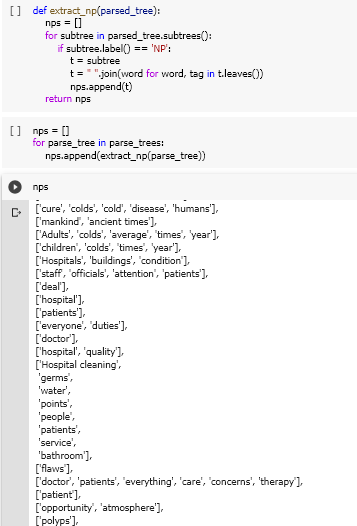 [ ] def extract_np(parsed_tree):
nps = []
for subtree in parsed_tree.subtrees():
if subtree.label() == 'NP':
t = subtree
t = " ".join(word for word, tag in t.leaves())
nps.append(t)
return nps
[ ] nps = []
for parse_tree in parse_trees:
nps.append(extract_np(parse_tree))
nps
['cure', 'colds', 'cold', 'disease', 'humans'],
['mankind', 'ancient times'],
['Adults', 'colds', 'average', 'times', 'year'],
['children', 'colds', 'times', 'year'],
['Hospitals', 'buildings', 'condition'],
['staff', 'officials', 'attention', 'patients'],
['deal'],
['hospital'],
['patients'],
['everyone', 'duties'],
['doctor'],
['hospital', 'quality'],
['Hospital cleaning',
'germs',
'water',
'points',
'people',
'patients',
'service',
'bathroom'],
['flaws'],
['doctor', 'patients', 'everything', 'care', 'concerns', 'therapy'],
['patient'],
['opportunity', 'atmosphere'],
['polyps'],